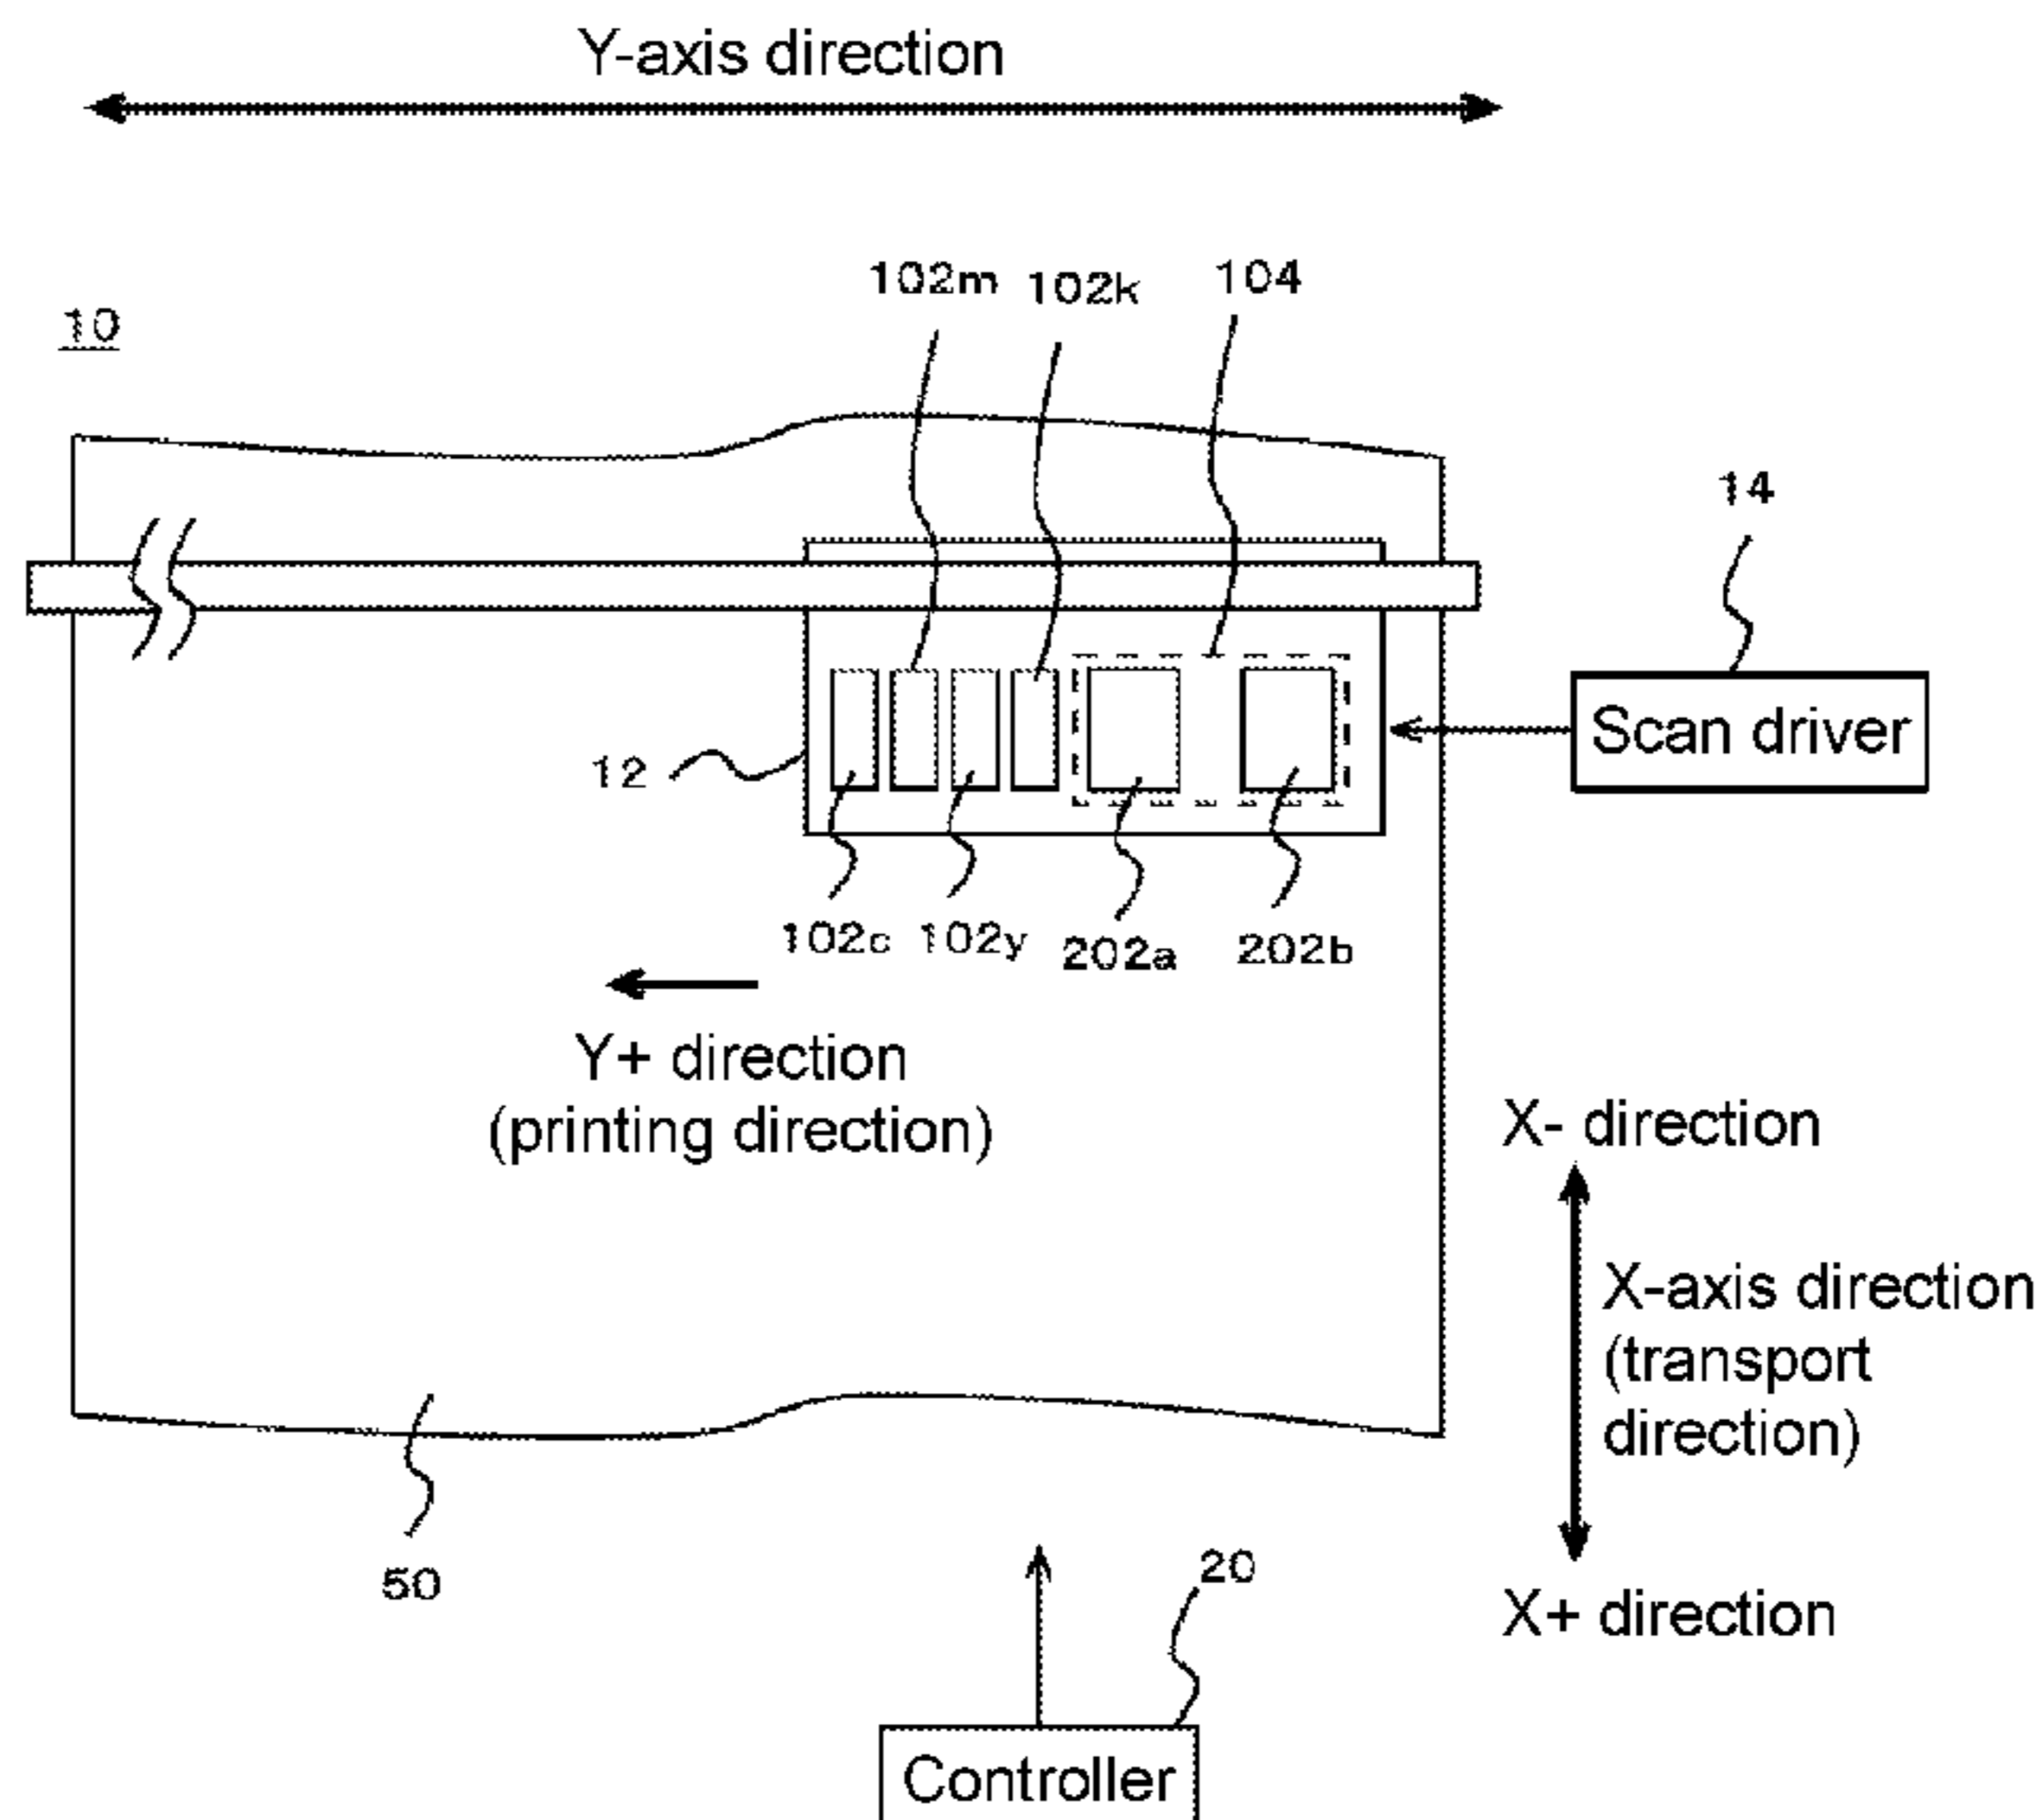 Y-axis direction
102m
102k
104
10
14
Scan driver
12
102c
102y
202a
202b
Y+ direction
(printing direction)
X- direction
X-axis direction
(transport
direction)
X+ direction
50
20
Controller